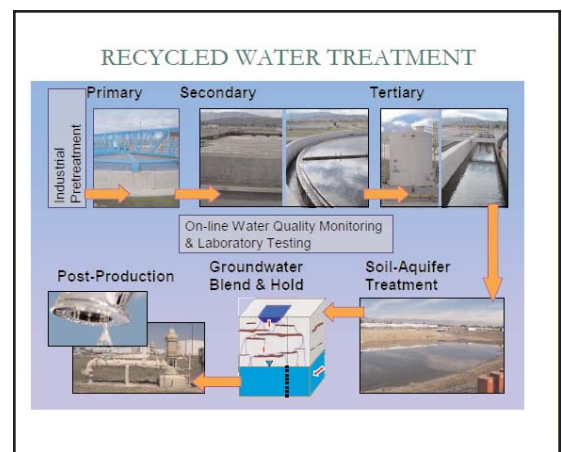 RECYCLED WATER TREATMENT
Primary
Secondary
Tertiary
Industrial
Pretreatment
On-line Water Quality Monitoring
& Laboratory Testing
Post-Production
Groundwater
Blend & Hold
Soil-Aquifer
Treatment